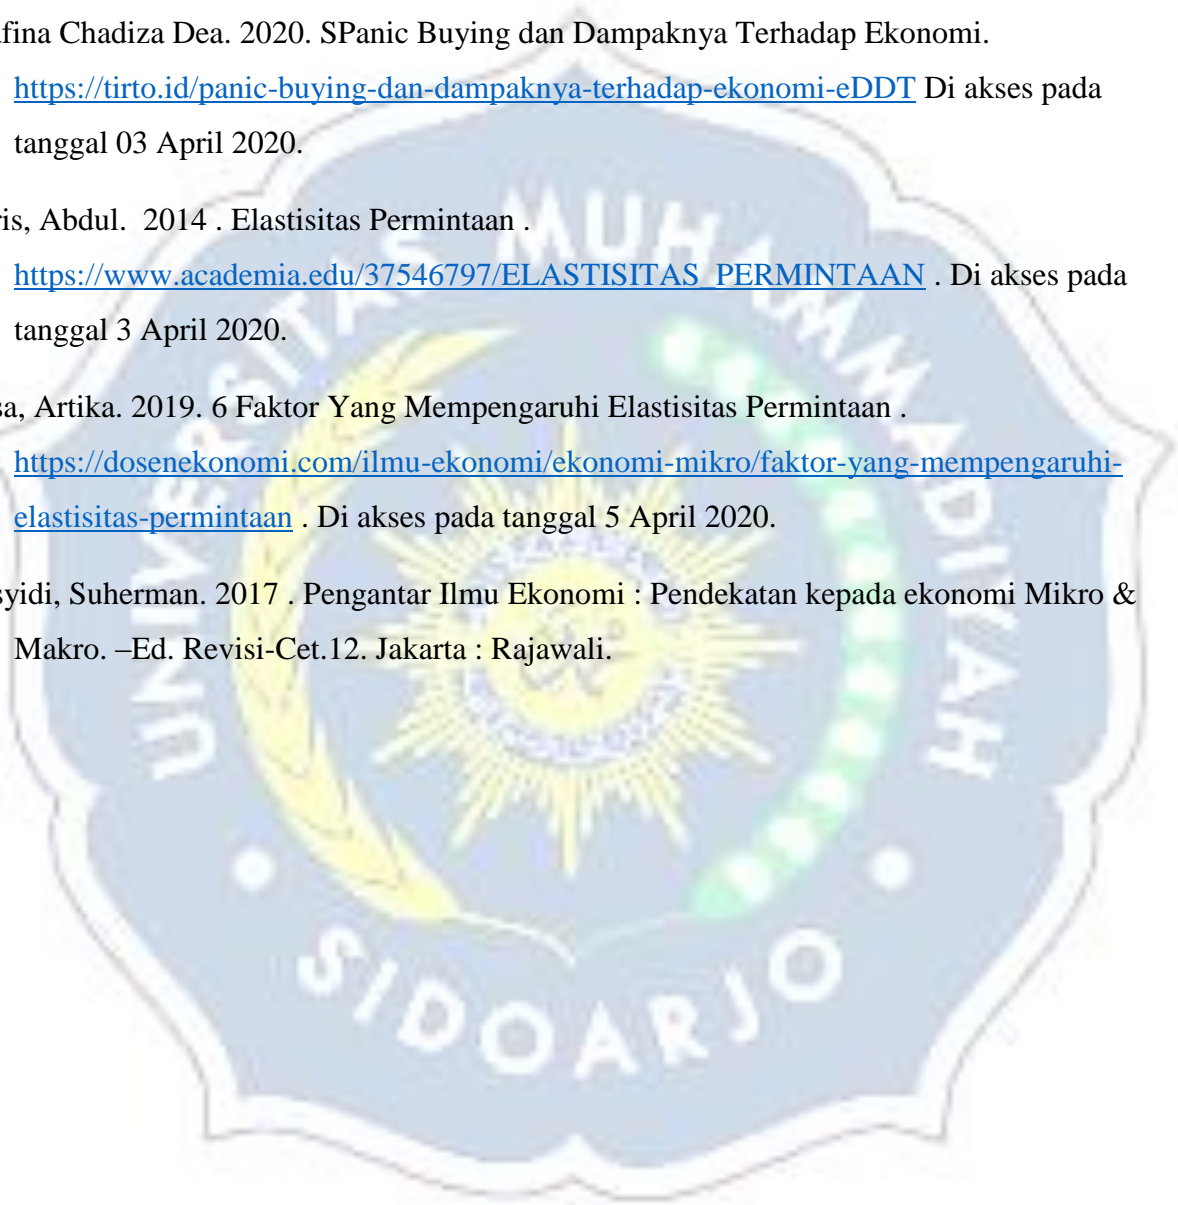 afina Chadiza Dea. 2020. SPanic Buying dan Dampaknya Terhadap Ekonomi.
https://tirto.id/panic-buying-dan-dampaknya-terhadap-ekonomi-eDDT Di akses pada
tanggal 03 April 2020.
ris, Abdul. 2014 . Elastisitas Permintaan .
https://www.academia.edu/37546797/ELASTISITAS_PERMINTAAN . Di akses pada
tanggal 3 April 2020.
sa, Artika. 2019. 6 Faktor Yang Mempengaruhi Elastisitas Permintaan .
https://dosenekonomi.com/ilmu-ekonomi/ekonomi-mikro/faktor-yang-mempengaruhi-
elastisitas-permintaan . Di akses pada tanggal 5 April 2020.
syidi, Suherman. 2017 . Pengantar Ilmu Ekonomi : Pendekatan kepada ekonomi Mikro &
Makro. –Ed. Revisi-Cet.12. Jakarta : Rajawali.
UNIVERSITAS MUHAMMADIYAH
SIDOARJO